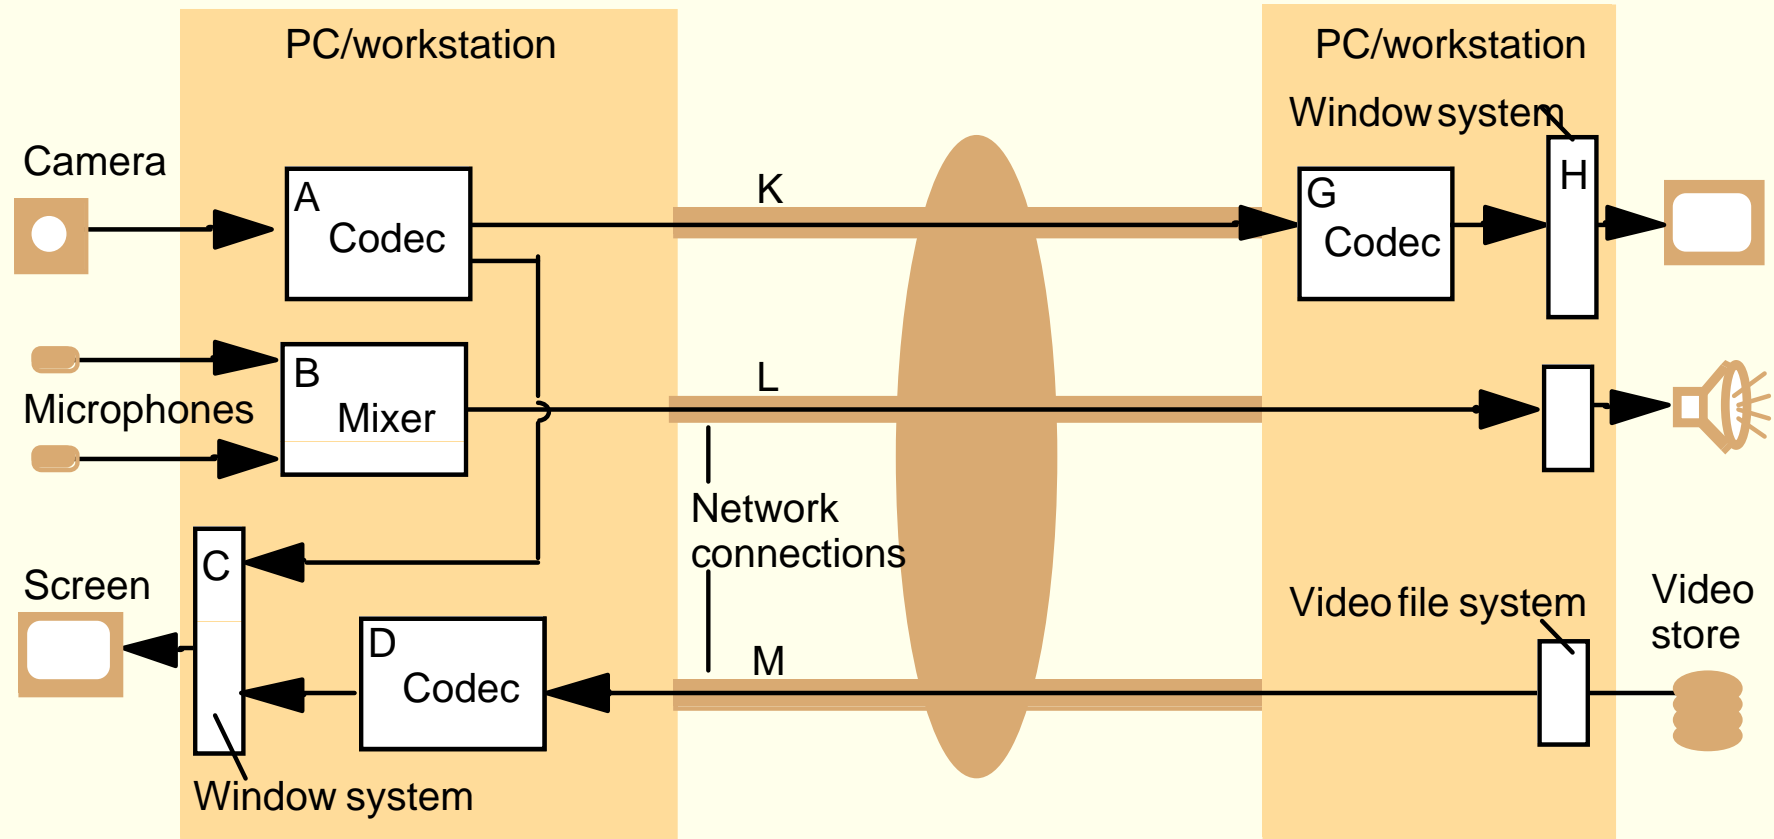 PC/workstation
PC/workstation
Window system
Camera
A
Codec
K
G
Codec
H
Microphones
B
Mixer
L
Network
connections
C
Screen
D
Codec
M
Video file system
Video
store
Window system